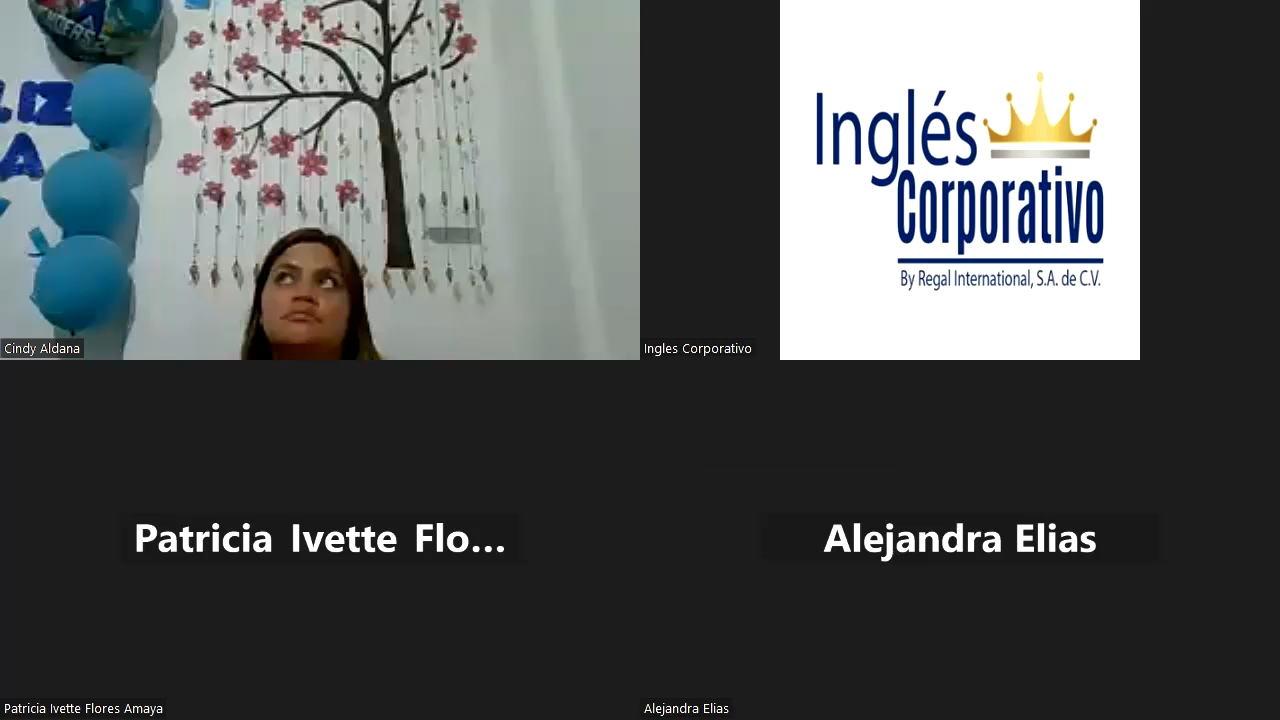 LIZ
A
Cindy Aldana
Inglés
Corporativo
By Regal International, S.A. de C.V.
Ingles Corporativo
Patricia Ivette Flo...
Alejandra Elias
Patricia Ivette Flores Amaya
Alejandra Elias